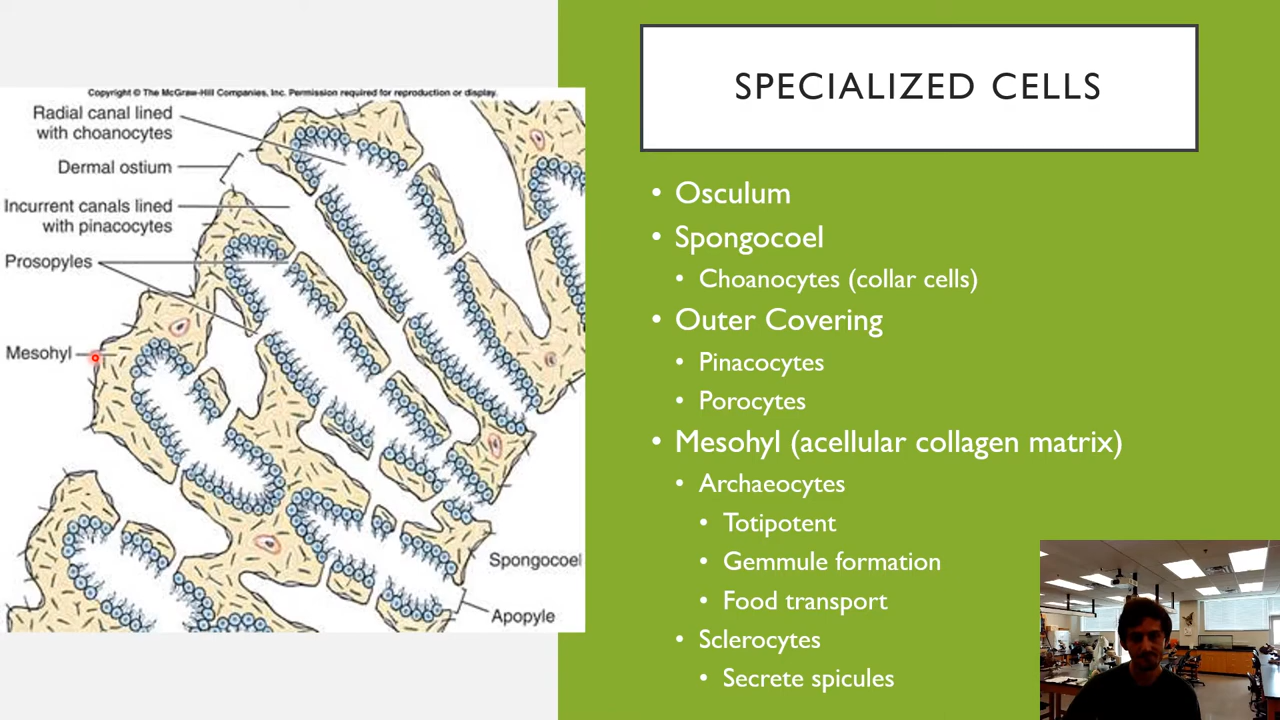 Copyright © The McGraw-Hill Companies, Inc. Permission required for reproduction or display.
Radial canal lined
with choanocytes
Dermal ostium
Incurrent canals lined
with pinacocytes
Prosopyles
Mesohyl
Spongocoel
Apopyle
SPECIALIZED CELLS
• Osculum
• Spongocoel
• Choanocytes (collar cells)
• Outer Covering
• Pinacocytes
• Porocytes
• Mesohyl (acellular collagen matrix)
• Archaeocytes
• Totipotent
• Gemmule formation
• Food transport
• Sclerocytes
• Secrete spicules